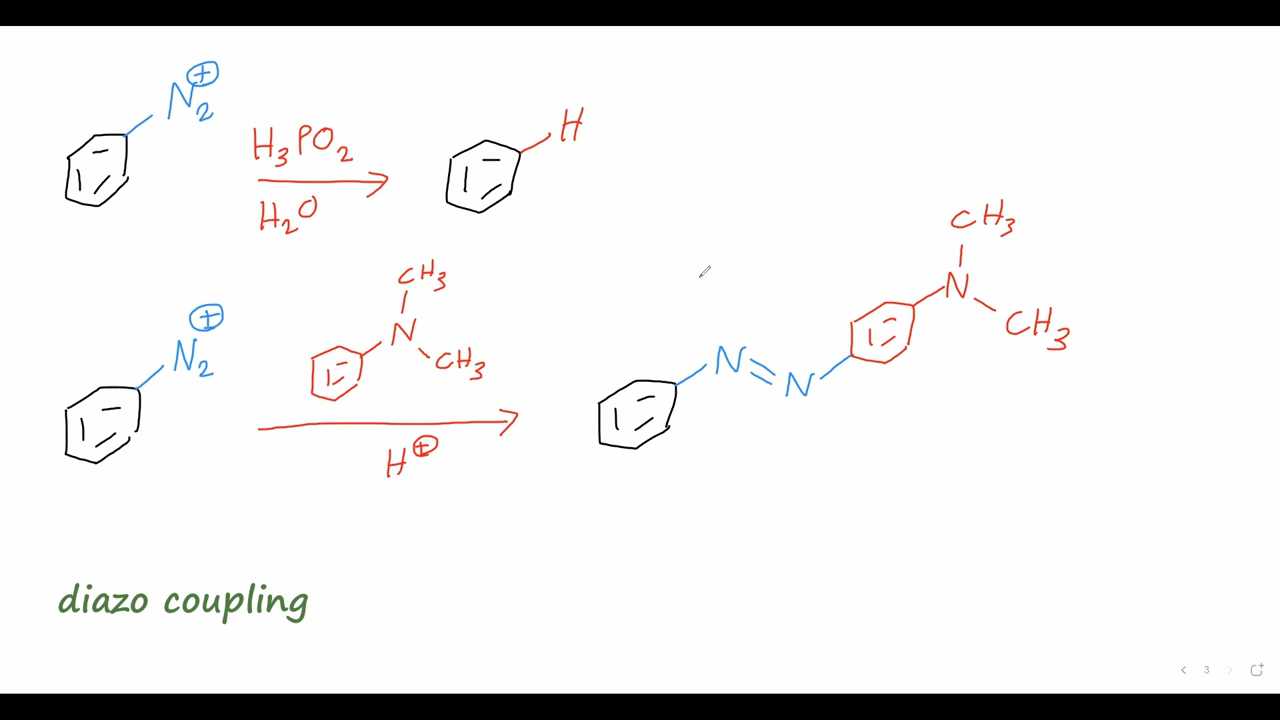 N₂⊕
H₃PO₂
H₂O
H
N₂⊕
CH₃
N
CH₃
H⊕
N=N
N
CH₃
CH₃
diazo coupling
3